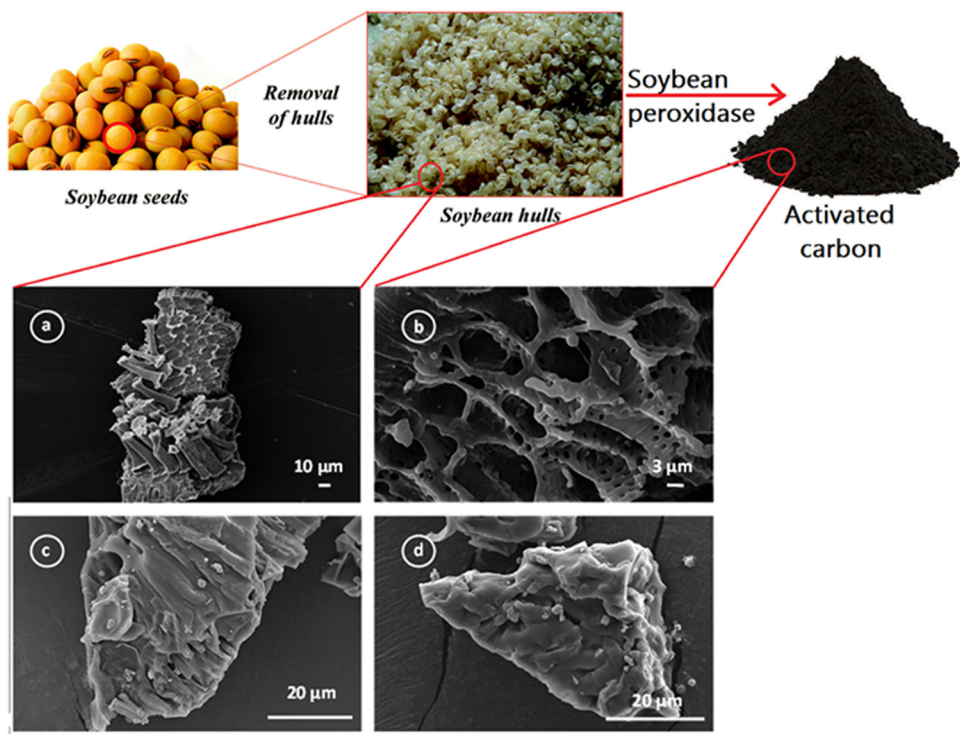 Removal
of hulls
Soybean
peroxidase
Soybean seeds
Soybean hulls
Activated
carbon
a
10 µm
b
3 µm
c
20 µm
d
20 µm